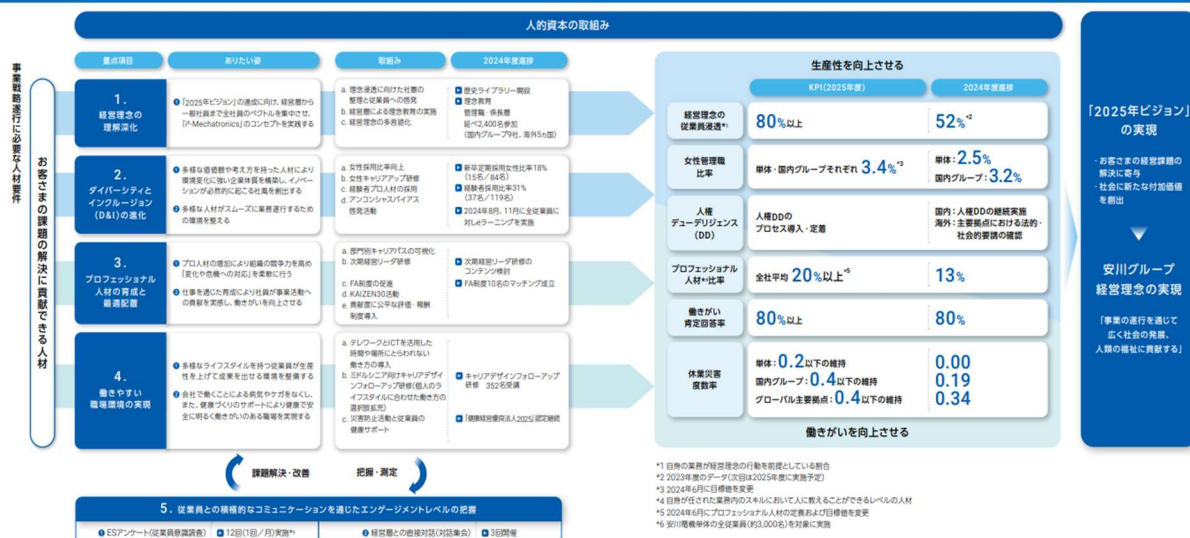 人的資本の取組み
事業戦略遂行に必要な人材要件
お客さまの課題の解決に貢献できる人材
重点項目
ありたい姿
取組み
2024年度進捗
1.
経営理念の
理解深化
❶「2025年ビジョン」の達成に向け、経営層から
一般社員まで全社員のベクトルを集中させ、
「i³-Mechatronics」のコンセプトを実践する
a. 理念浸透に向けた社憲の
整理と従業員への啓発
b. 経営層による理念教育の実施
c. 経営理念の多言語化
歴史ライブラリー開設
理念教育
管理職・係長層
延べ2,400名参加
(国内グループ9社、海外5ヵ国)
2.
ダイバーシティと
インクルージョン
(D&I)の進化
❶ 多様な価値観や考え方を持った人材により
環境変化に強い企業体質を構築し、イノベー
ションが必然的に起こる社風を創出する
❷ 多様な人材がスムーズに業務遂行するため
の環境を整える
a. 女性採用比率向上
b. 女性キャリアアップ研修
c. 経験者プロ人材の採用
d. アンコンシャスバイアス
啓発活動
新卒定期採用女性比率18%
(15名/84名)
経験者採用比率31%
(37名/119名)
2024年8月、11月に全従業員に
対しeラーニングを実施
3.
プロフェッショナル
人材の育成と
最適配置
❶ プロ人材の増加により組織の競争力を高め
「変化や危機への対応」を柔軟に行う
❷ 仕事を通じた育成により社員が事業活動へ
の貢献を実感し、働きがいを向上させる
a. 部門別キャリアパスの可視化
b. 次期経営リーダ研修
c. FA制度の促進
d. KAIZEN30活動
e. 貢献度に公平な評価・報酬
制度導入
次期経営リーダ研修の
コンテンツ検討
FA制度10名のマッチング成立
4.
働きやすい
職場環境の実現
❶ 多様なライフスタイルを持つ従業員が生産
性を上げて成果を出せる環境を整備する
❷ 会社で働くことによる病気やケガをなくし、
また、健康づくりのサポートにより健康で安
全に明るく働きがいのある職場を実現する
a. テレワークとICTを活用した
時間や場所にとらわれない
働き方の導入
b. ミドルシニア向けキャリアデザイ
ンフォローアップ研修(個人のラ
イフスタイルに合わせた働き方の
選択肢拡充)
c. 災害防止活動と従業員の
健康サポート
キャリアデザインフォローアップ
研修 352名受講
「健康経営優良法人2025」認定継続
課題解決・改善
把握・測定
5. 従業員との積極的なコミュニケーションを通じたエンゲージメントレベルの把握
❶ ESアンケート(従業員意識調査)
12回(1回/月)実施*⁶
❷ 経営層との直接対話(対話集会)
3回開催
生産性を向上させる
KPI(2025年度)
2024年度進捗
経営理念の
従業員浸透*¹
80%以上
52%*²
女性管理職
比率
単体・国内グループそれぞれ 3.4%*³
単体：2.5%
国内グループ：3.2%
人権
デューデリジェンス
(DD)
人権DDの
プロセス導入・定着
国内：人権DDの継続実施
海外：主要拠点における法的・
社会的要請の確認
プロフェッショナル
人材*⁴比率
全社平均 20%以上*⁵
13%
働きがい
肯定回答率
80%以上
80%
休業災害
度数率
単体：0.2以下の維持
国内グループ：0.4以下の維持
グローバル主要拠点：0.4以下の維持
0.00
0.19
0.34
働きがいを向上させる
*1 自身の業務が経営理念の行動を前提としている割合
*2 2023年度のデータ(次回は2025年度に実施予定)
*3 2024年6月に目標値を変更
*4 自身が任された業務内のスキルにおいて人に教えることができるレベルの人材
*5 2024年6月にプロフェッショナル人材の定義および目標値を変更
*6 安川電機単体の全従業員(約3,000名)を対象に実施
「2025年ビジョン」
の実現
・お客さまの経営課題の
解決に寄与
・社会に新たな付加価値
を創出
安川グループ
経営理念の実現
「事業の遂行を通じて
広く社会の発展、
人類の福祉に貢献する」